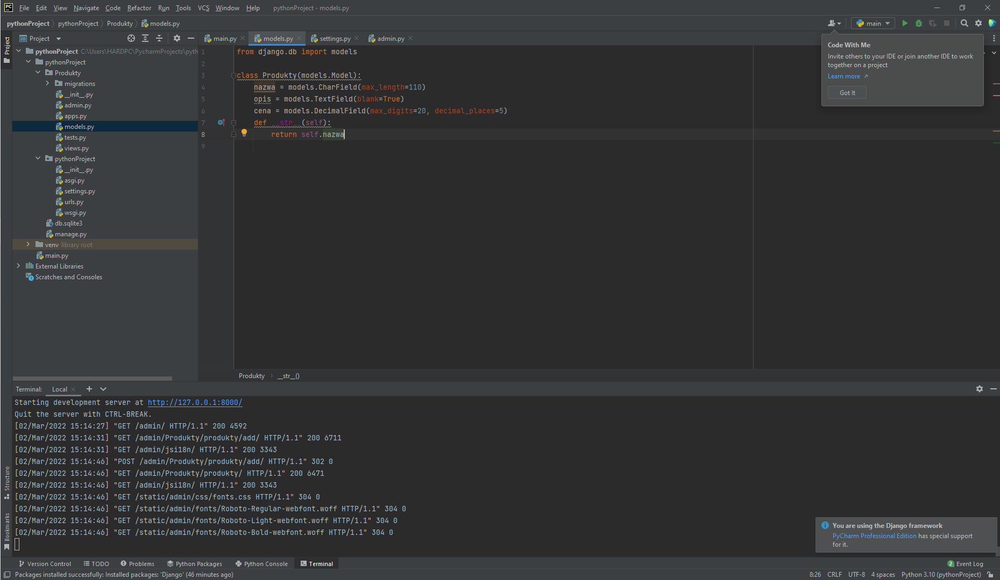 PC File Edit View Navigate Code Refactor Run Tools VCS Window Help pythonProject - models.py
pythonProject pythonProject Produkty models.py main
Project main.py models.py settings.py admin.py
Project
pythonProject C:\Users\HARDPC\PycharmProjects\pyth
pythonProject
Produkty
migrations
__init__.py
admin.py
apps.py
models.py
tests.py
views.py
pythonProject
__init__.py
asgi.py
settings.py
urls.py
wsgi.py
db.sqlite3
manage.py
venv library root
main.py
External Libraries
Scratches and Consoles
1 from django.db import models
2
3 class Produkty(models.Model):
4 nazwa = models.CharField(max_length=110)
5 opis = models.TextField(blank=True)
6 cena = models.DecimalField(max_digits=20, decimal_places=5)
7 def __str__(self):
8 return self.nazwa
9
Code With Me
Invite others to your IDE or join another IDE to work
together on a project
Learn more
Got It
Produkty __str__()
Terminal: Local
Starting development server at http://127.0.0.1:8000/
Quit the server with CTRL-BREAK.
[02/Mar/2022 15:14:27] "GET /admin/ HTTP/1.1" 200 4592
[02/Mar/2022 15:14:31] "GET /admin/Produkty/produkty/add/ HTTP/1.1" 200 6711
[02/Mar/2022 15:14:31] "GET /admin/jsi18n/ HTTP/1.1" 200 3343
[02/Mar/2022 15:14:46] "POST /admin/Produkty/produkty/add/ HTTP/1.1" 302 0
[02/Mar/2022 15:14:46] "GET /admin/Produkty/produkty/ HTTP/1.1" 200 6471
[02/Mar/2022 15:14:46] "GET /admin/jsi18n/ HTTP/1.1" 200 3343
[02/Mar/2022 15:14:46] "GET /static/admin/css/fonts.css HTTP/1.1" 304 0
[02/Mar/2022 15:14:46] "GET /static/admin/fonts/Roboto-Regular-webfont.woff HTTP/1.1" 304 0
[02/Mar/2022 15:14:46] "GET /static/admin/fonts/Roboto-Light-webfont.woff HTTP/1.1" 304 0
[02/Mar/2022 15:14:46] "GET /static/admin/fonts/Roboto-Bold-webfont.woff HTTP/1.1" 304 0
Structure
Bookmarks
You are using the Django framework
PyCharm Professional Edition has special support
for it.
Version Control TODO Problems Python Packages Python Console Terminal 2 Event Log
Packages installed successfully: Installed packages: 'Django' (46 minutes ago) 8:26 CRLF UTF-8 4 spaces Python 3.10 (pythonProject)